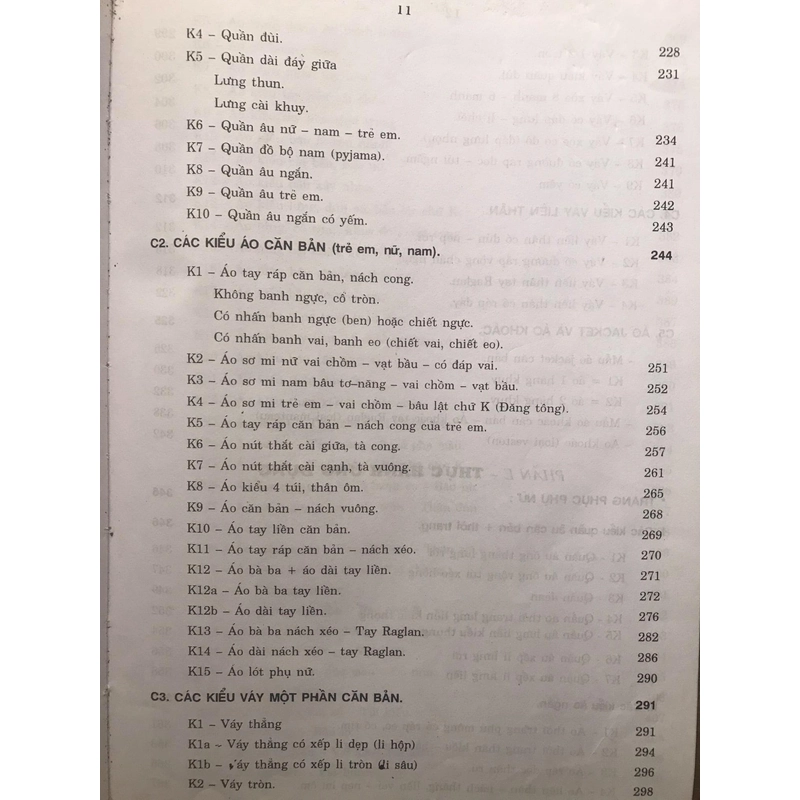 11
K4 – Quần đùi. 228
K5 – Quần dài đáy giữa 231
Lưng thun.
Lưng cài khuy.
K6 – Quần âu nữ – nam – trẻ em. 234
K7 – Quần đồ bộ nam (pyjama). 241
K8 – Quần âu ngắn. 241
K9 – Quần âu trẻ em. 242
K10 – Quần âu ngắn có yếm. 243
C2. CÁC KIỂU ÁO CĂN BẢN (trẻ em, nữ, nam). 244
K1 – Áo tay ráp căn bản, nách cong.
Không banh ngực, cổ tròn.
Có nhấn banh ngực (ben) hoặc chiết ngực.
Có nhấn banh vai, banh eo (chiết vai, chiết eo).
K2 – Áo sơ mi nữ vai chồm – vạt bầu – có đáp vai. 251
K3 – Áo sơ mi nam bâu tơ–năng – vai chồm – vạt bầu. 252
K4 – Áo sơ mi trẻ em – vai chồm – bâu lật chữ K (Đăng tông). 254
K5 – Áo tay ráp căn bản – nách cong của trẻ em. 256
K6 – Áo nút thắt cài giữa, tà cong. 257
K7 – Áo nút thắt cài cạnh, tà vuông. 261
K8 – Áo kiểu 4 túi, thân ôm. 265
K9 – Áo căn bản – nách vuông. 268
K10 – Áo tay liền căn bản. 269
K11 – Áo tay ráp căn bản – nách xéo. 270
K12 – Áo bà ba + áo dài tay liền. 271
K12a – Áo bà ba tay liền. 272
K12b – Áo dài tay liền. 276
K13 – Áo bà ba nách xéo – Tay Raglan. 282
K14 – Áo dài nách xéo – tay Raglan. 286
K15 – Áo lót phụ nữ. 290
C3. CÁC KIỂU VÁY MỘT PHẦN CĂN BẢN. 291
K1 – Váy thẳng 291
K1a – Váy thẳng có xếp li dẹp (li hộp) 294
K1b – Váy thẳng có xếp li tròn (li sâu) 296
K2 – Váy tròn. 298